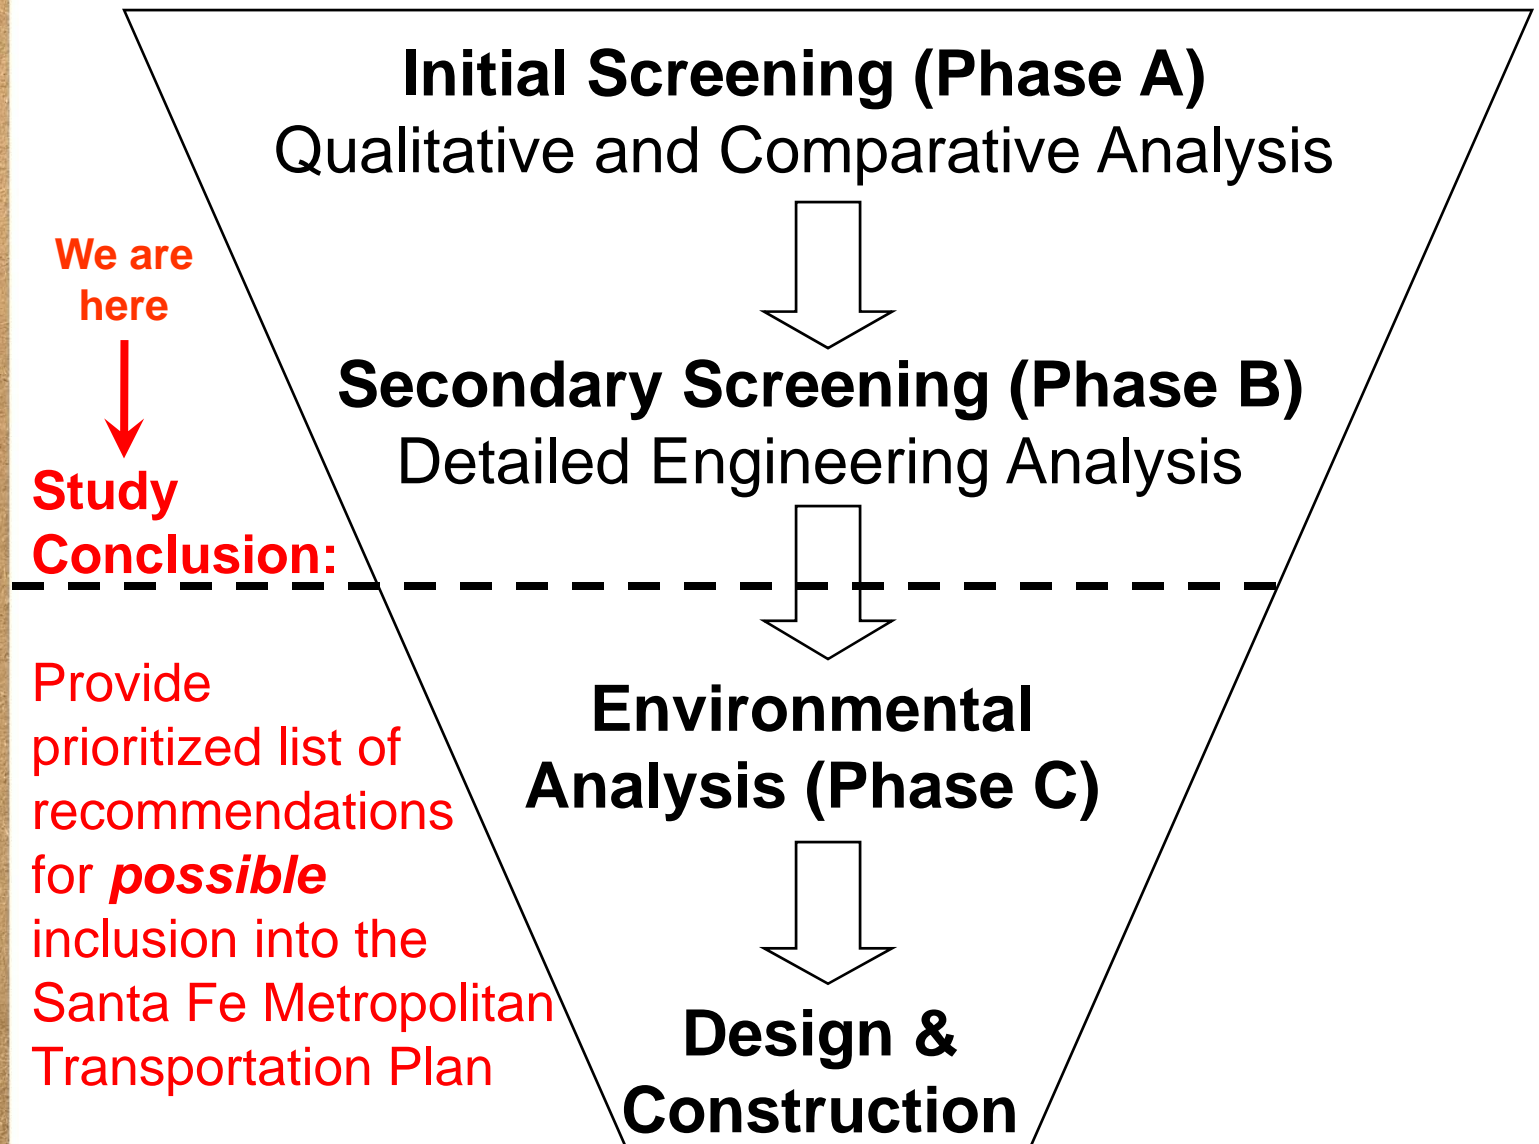 Initial Screening (Phase A)
Qualitative and Comparative Analysis
We are
here
Secondary Screening (Phase B)
Detailed Engineering Analysis
Study
Conclusion:
Provide
prioritized list of
recommendations
for possible
inclusion into the
Santa Fe Metropolitan
Transportation Plan
Environmental
Analysis (Phase C)
Design &
Construction